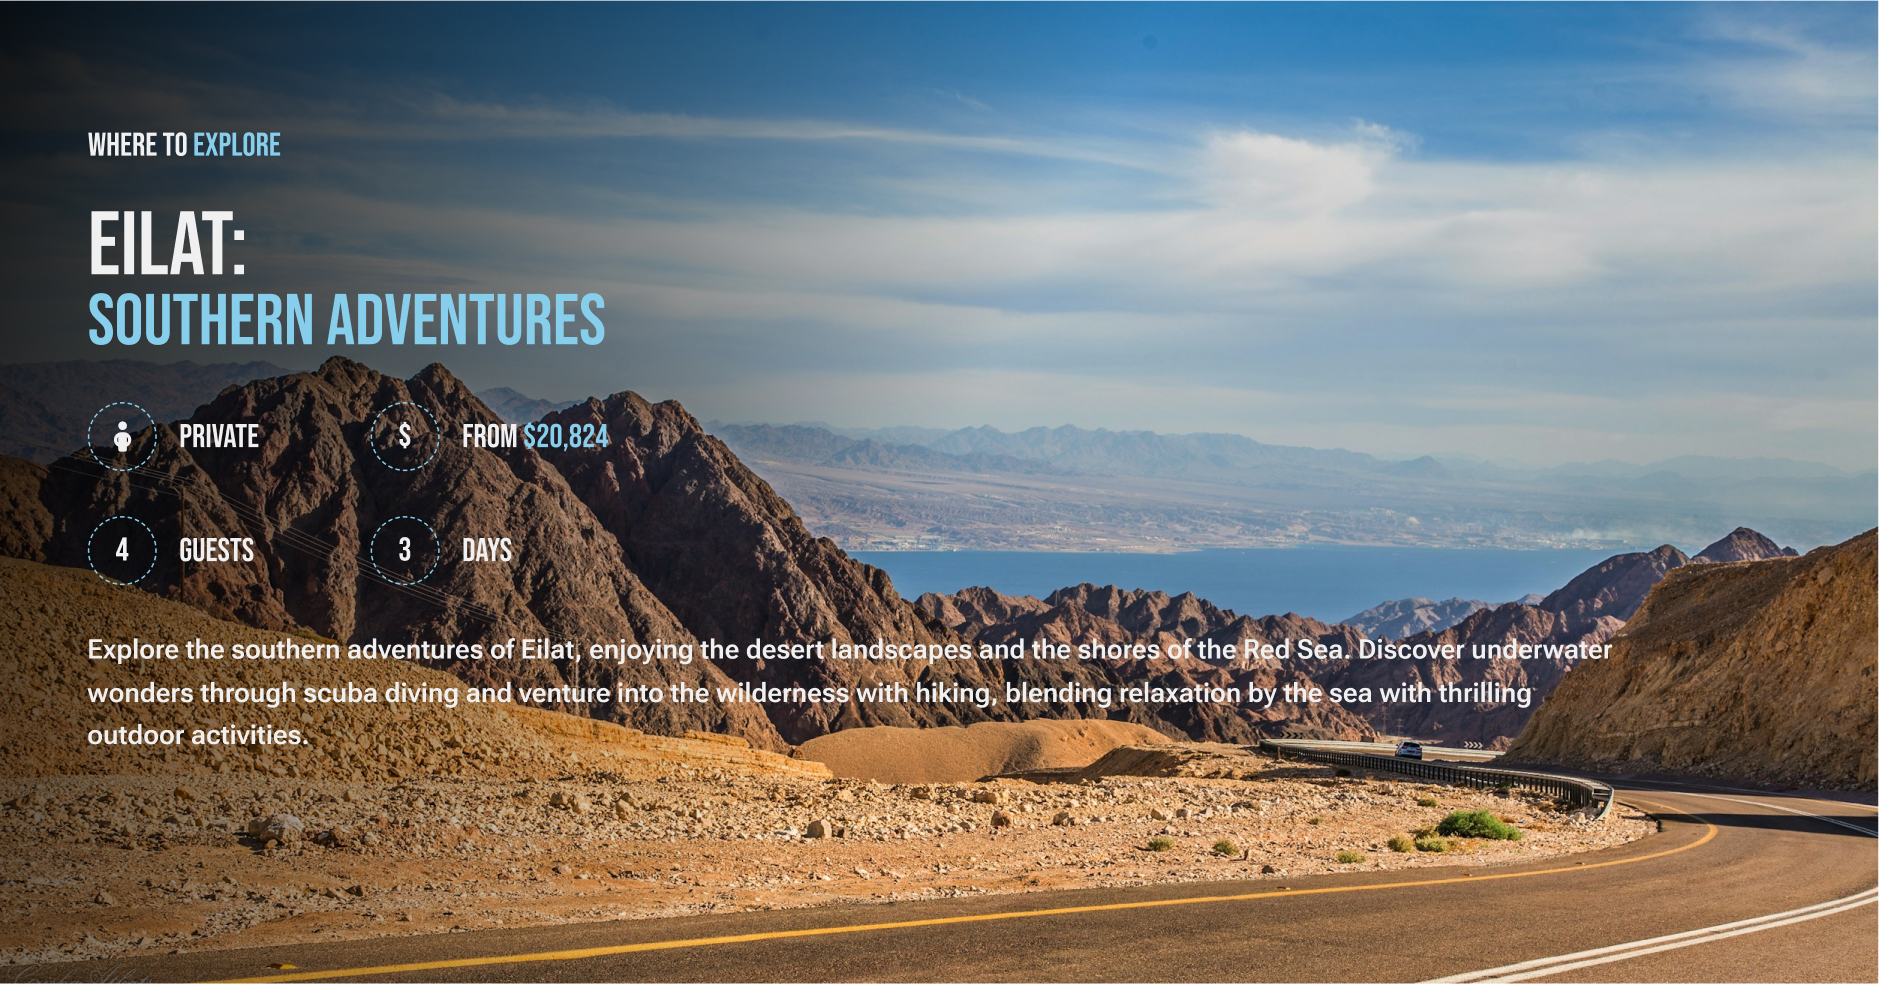 WHERE TO EXPLORE
EILAT:
SOUTHERN ADVENTURES
PRIVATE
$ FROM $20,824
4 GUESTS
3 DAYS
Explore the southern adventures of Eilat, enjoying the desert landscapes and the shores of the Red Sea. Discover underwater
wonders through scuba diving and venture into the wilderness with hiking, blending relaxation by the sea with thrilling
outdoor activities.